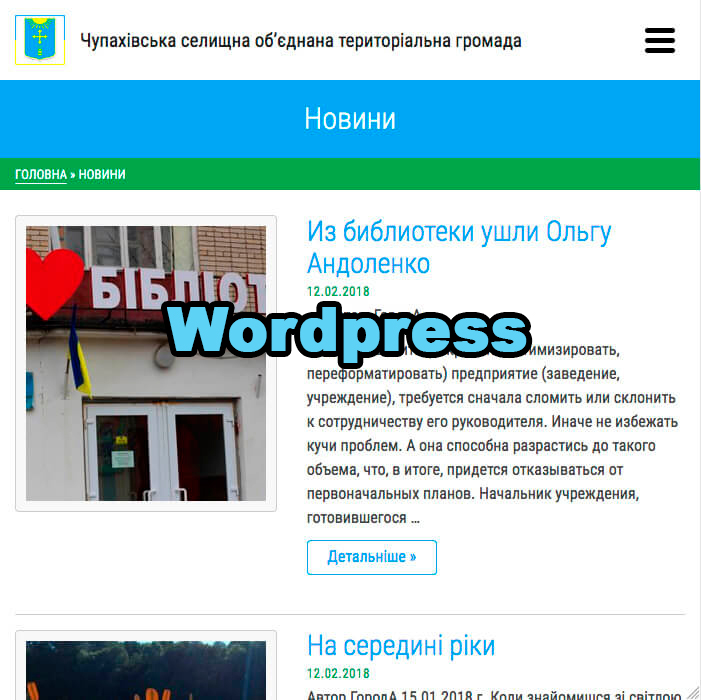 Чупахівська селищна об'єднана територіальна громада
Новини
ГОЛОВНА » НОВИНИ
БІБЛІОТ
Из библиотеки ушли Ольгу
Андоленко
12.02.2018
Wordpress
переформатировать) предприятие (заведение,
учреждение), требуется сначала сломить или склонить
к сотрудничеству его руководителя. Иначе не избежать
кучи проблем. А она способна разрастись до такого
объема, что, в итоге, придется отказываться от
первоначальных планов. Начальник учреждения,
готовившегося ...
Детальніше »
На середині ріки
12.02.2018
Автор ГородА 15.01.2018 г. Коли знайомишся зі світлою